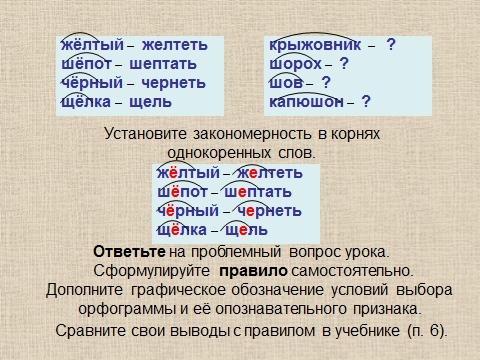 жёлтый – желтеть
шёпот – шептать
чёрный – чернеть
щёлка – щель
крыжовник – ?
шорох – ?
шов – ?
капюшон – ?
Установите закономерность в корнях
однокоренных слов.
жёлтый – желтеть
шёпот – шептать
чёрный – чернеть
щёлка – щель
Ответьте на проблемный вопрос урока.
Сформулируйте правило самостоятельно.
Дополните графическое обозначение условий выбора
орфограммы и её опознавательного признака.
Сравните свои выводы с правилом в учебнике (п. 6).